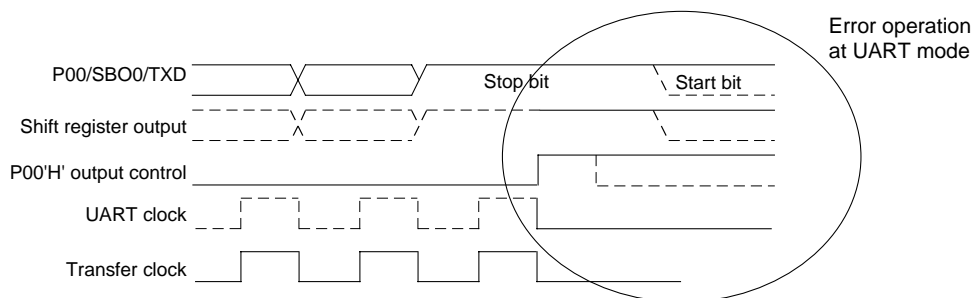 Error operation
at UART mode
P00/SBO0/TXD
Stop bit
Start bit
Shift register output
P00'H' output control
UART clock
Transfer clock